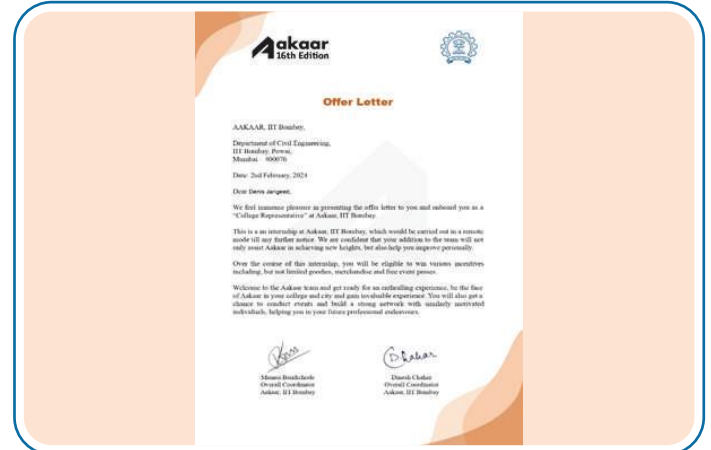 Aakaar
16th Edition
Offer Letter
AAKAAR, IIT Bombay,
Department of Civil Engineering,
IIT Bombay, Powai,
Mumbai 400076
Date: 2nd February, 2024
Dear Denis Jangeed,
We feel immense pleasure in presenting the offer letter to you and onboard you as a
"College Representative" at Aakaar, IIT Bombay.
This is an internship at Aakaar, IIT Bombay, which would be carried out in a remote
mode till any further notice. We are confident that your addition to the team will not
only assist Aakaar in achieving new heights, but also help you improve personally.
Over the course of this internship, you will be eligible to win various incentives
including, but not limited goodies, merchandise and free event passes.
Welcome to the Aakaar team and get ready for an enthralling experience, be the face
of Aakaar in your college and city and gain invaluable experience. You will also get a
chance to conduct events and build a strong network with similarly motivated
individuals, helping you in your future professional endeavours.
Overall Coordinator
Aakaar, IIT Bombay
Dinesh Chahar
Overall Coordinator
Aakaar, IIT Bombay